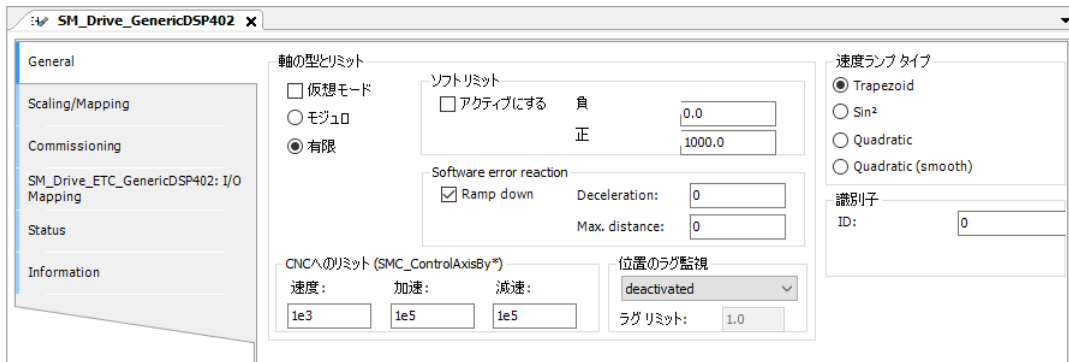 SM_Drive_GenericDSP402
General
Scaling/Mapping
Commissioning
SM_Drive_ETC_GenericDSP402: I/O
Mapping
Status
Information
軸の型とリミット
仮想モード
モジュロ
有限
ソフトリミット
アクティブにする
負
0.0
正
1000.0
Software error reaction
Ramp down
Deceleration:
0
Max. distance:
0
CNCへのリミット (SMC_ControlAxisBy*)
速度:
加速:
減速:
1e3
1e5
1e5
位置のラグ監視
deactivated
ラグ リミット:
1.0
速度ランプ タイプ
Trapezoid
Sin²
Quadratic
Quadratic (smooth)
識別子
ID:
0